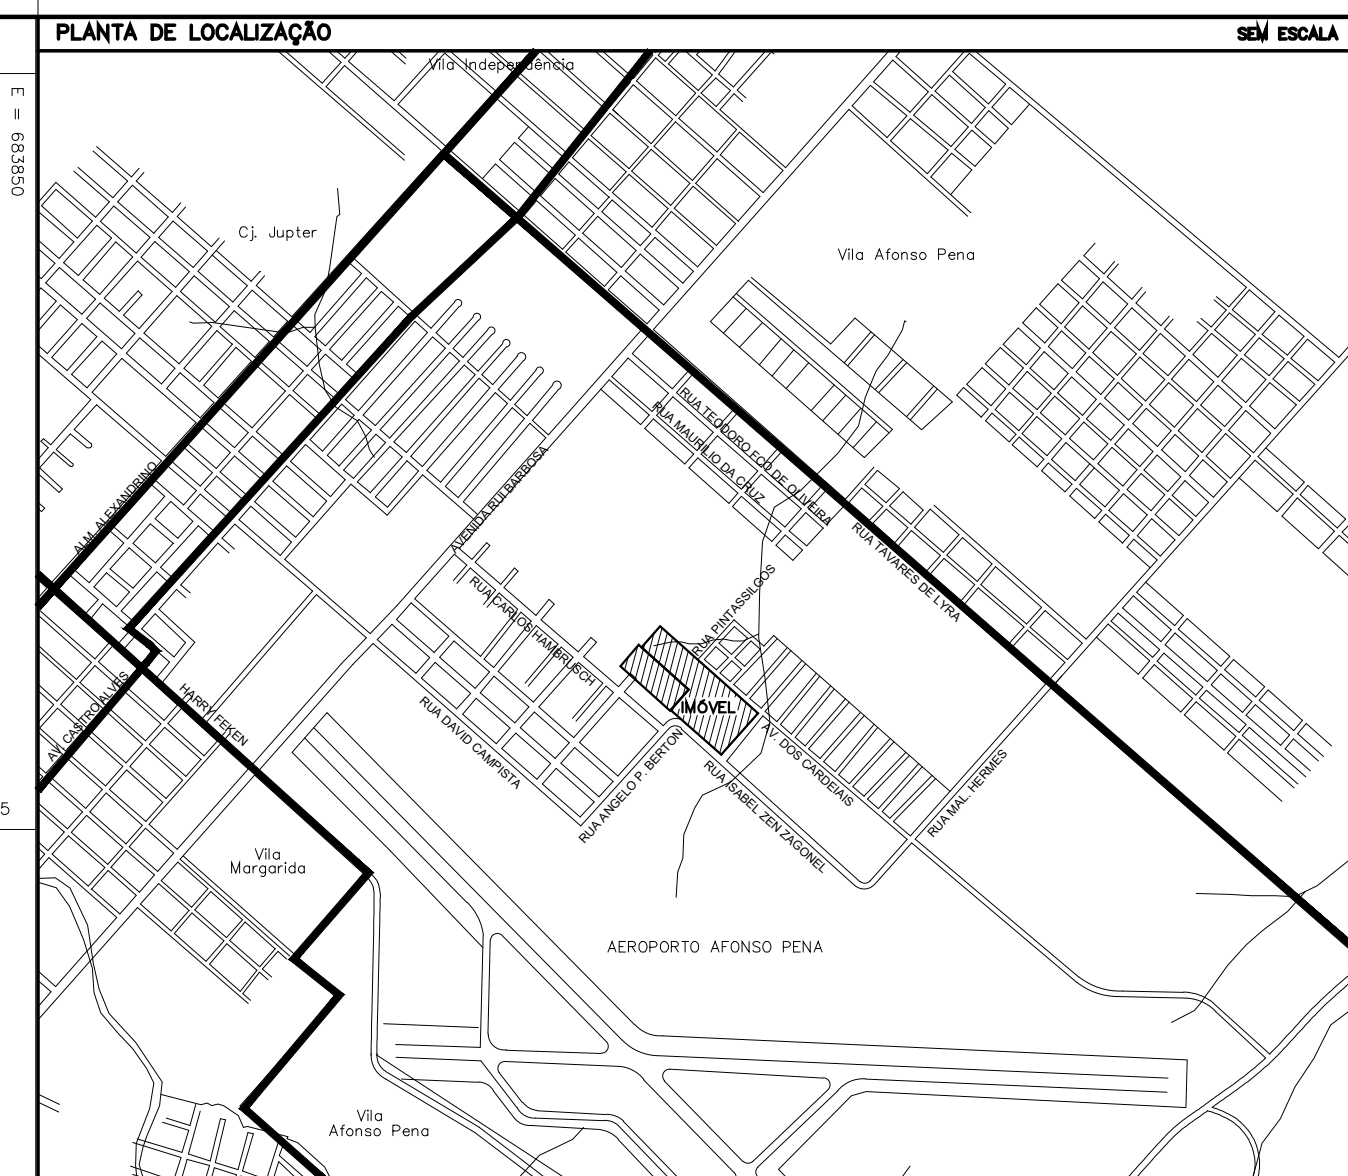 PLANTA DE LOCALIZAÇÃO
SEM ESCALA
Vila Independência
E = 683850
Cj. Jupter
Vila Afonso Pena
RUA TEODORO ECÓ DE OLIVEIRA
RUA MAURILIO DA CRUZ
ALM. ALEXANDRINO
AVENIDA RUI BARBOSA
RUA TAVARES DE LYRA
RUA PINTASSILGOS
RUA CARLOS HAMBRUSCH
AV. CASTRO ALVES
HARRY FEKEN
RUA DAVID CAMPISTA
IMÓVEL
RUA ANGELO P. BERTON
AV. DOS CARDEIAIS
RUA ISABEL ZEN ZAGONEL
RUA MAL. HERMES
5
Vila
Margarida
AEROPORTO AFONSO PENA
Vila
Afonso Pena